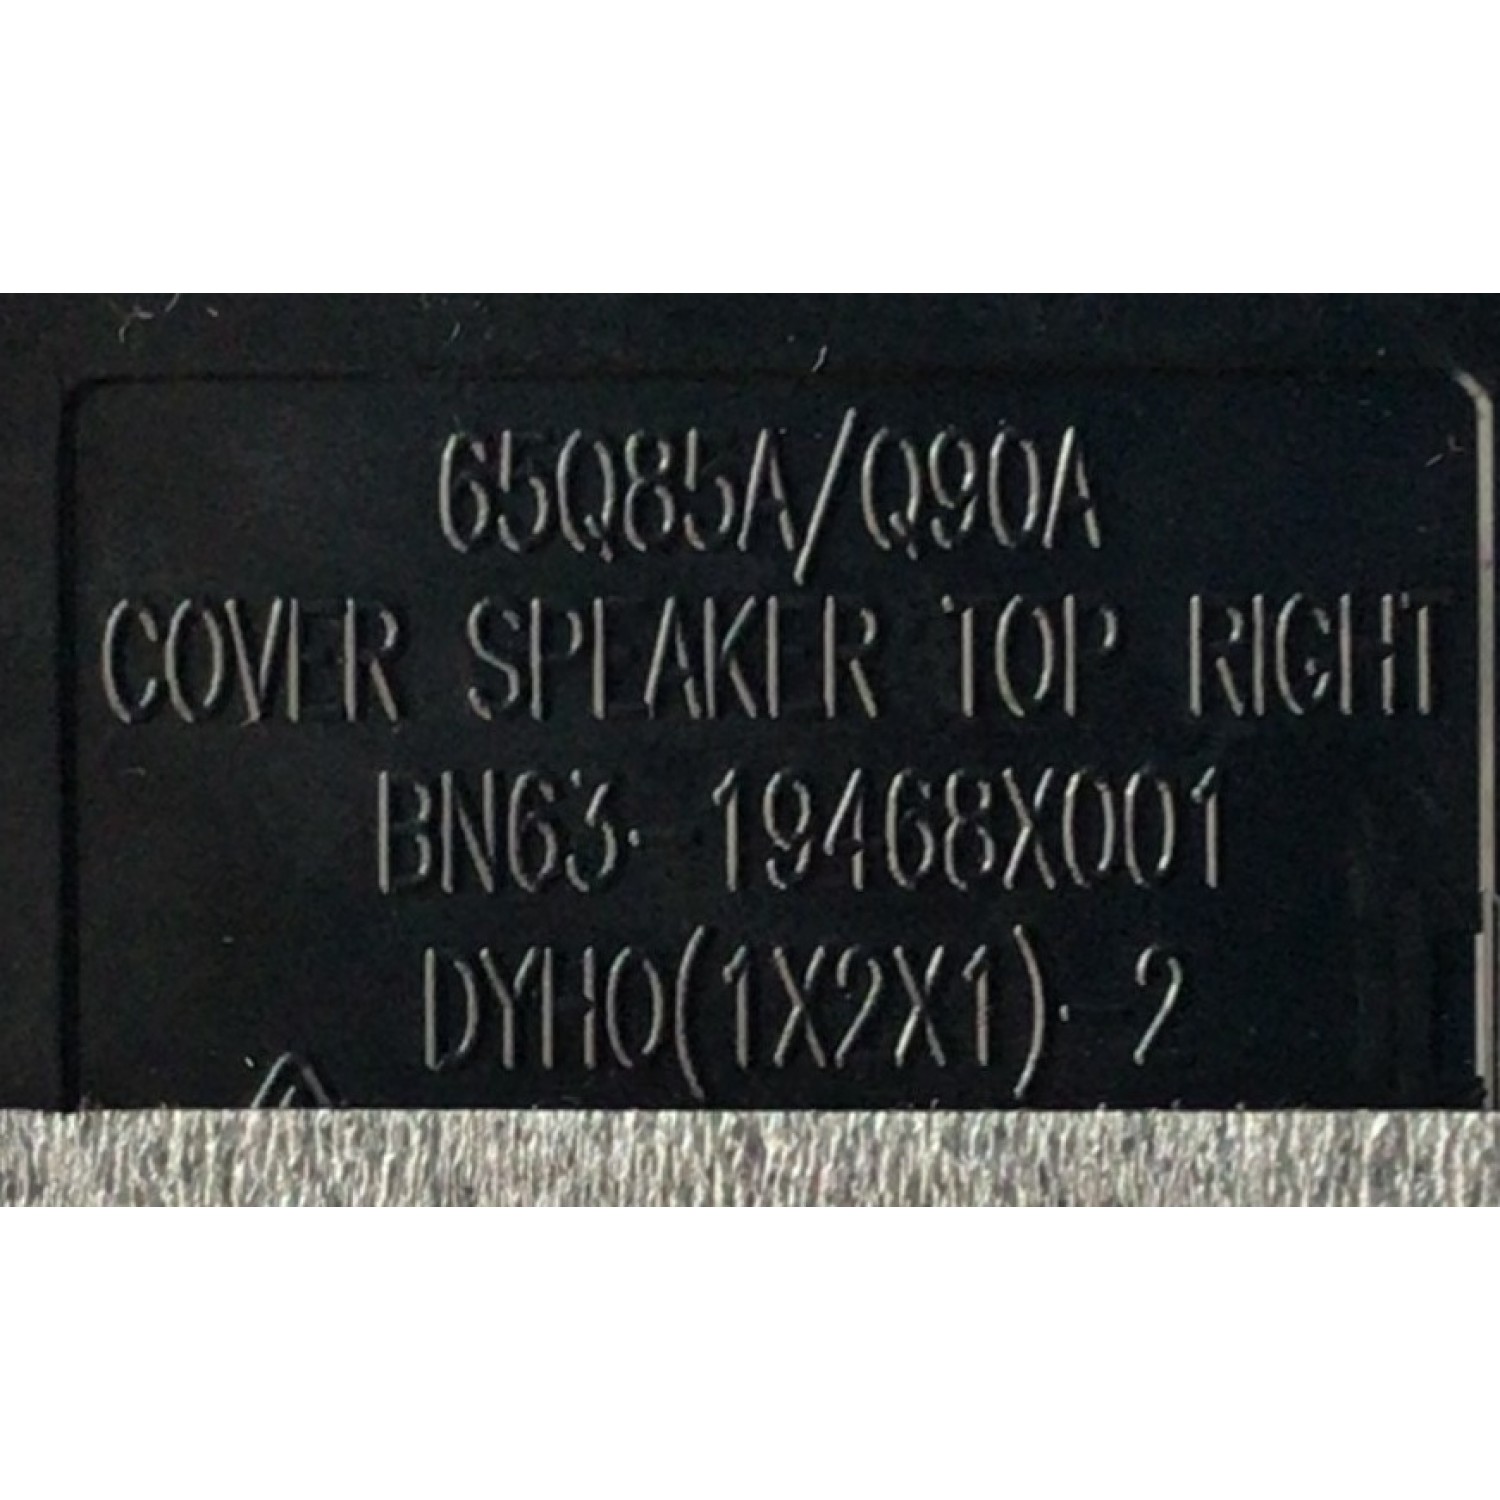 65Q85A/Q90A
COVER SPEAKER TOP RIGHT
BN63-19468X001
DYHO(1X2X1)-2